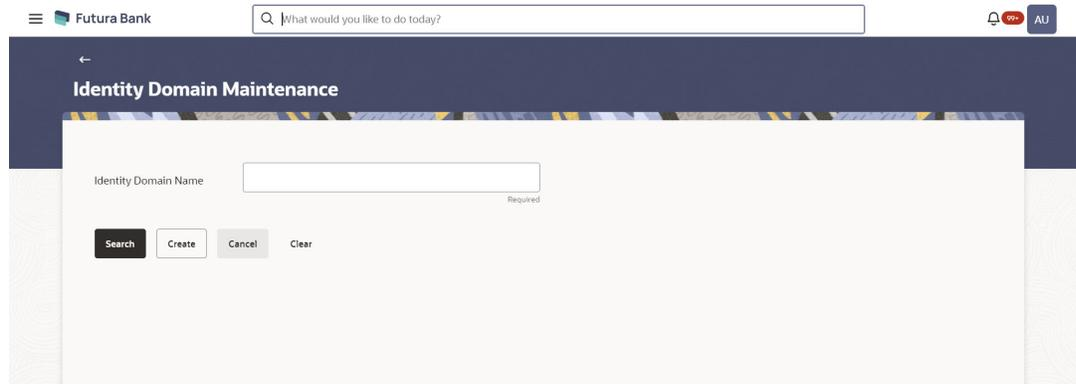 Futura Bank
What would you like to do today?
99+
AU
Identity Domain Maintenance
Identity Domain Name
Required
Search Create Cancel Clear